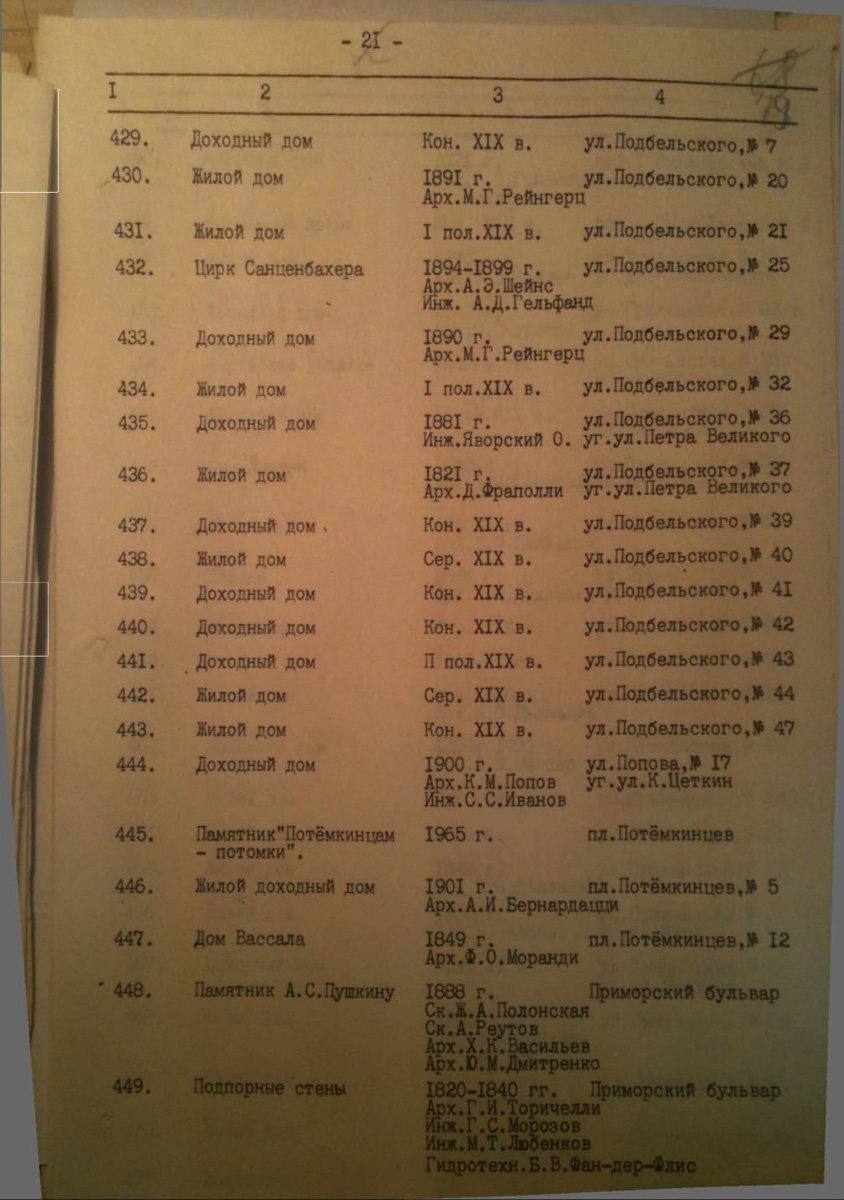 - 2I -
I 2 3 4
429. Доходный дом Кон. XIX в. ул.Подбельского,№ 7
430. Жилой дом I89I г. ул.Подбельского,№ 20
Арх.М.Г.Рейнгерц
43I. Жилой дом I пол.XIX в. ул.Подбельского,№ 2I
432. Цирк Санценбахера I894-I899 г. ул.Подбельского,№ 25
Арх.А.Э.Шейнс
Инж. А.Д.Гельфанд
433. Доходный дом I890 г. ул.Подбельского,№ 29
Арх.М.Г.Рейнгерц
434. Жилой дом I пол.XIX в. ул.Подбельского,№ 32
435. Доходный дом I88I г. ул.Подбельского,№ 36
Инж.Яворский О. уг.ул.Петра Великого
436. Жилой дом I82I г. ул.Подбельского,№ 37
Арх.Д.Фраполли уг.ул.Петра Великого
437. Доходный дом Кон. XIX в. ул.Подбельского,№ 39
438. Жилой дом Сер. XIX в. ул.Подбельского,№ 40
439. Доходный дом Кон. XIX в. ул.Подбельского,№ 4I
440. Доходный дом Кон. XIX в. ул.Подбельского,№ 42
44I. Доходный дом П пол.XIX в. ул.Подбельского,№ 43
442. Жилой дом Сер. XIX в. ул.Подбельского,№ 44
443. Жилой дом Кон. XIX в. ул.Подбельского,№ 47
444. Доходный дом I900 г. ул.Попова,№ I7
Арх.К.М.Попов уг.ул.К.Цеткин
Инж.С.С.Иванов
445. Памятник"Потёмкинцам I965 г. пл.Потёмкинцев
- потомки".
446. Жилой доходный дом I90I г. пл.Потёмкинцев,№ 5
Арх.А.И.Бернардацци
447. Дом Вассала I849 г. пл.Потёмкинцев,№ I2
Арх.Ф.О.Моранди
448. Памятник А.С.Пушкину I888 г. Приморский бульвар
Ск.Ж.А.Полонская
Ск.А.Реутов
Арх.Х.К.Васильев
Арх.Ю.М.Дмитренко
449. Подпорные стены I820-I840 гг. Приморский бульвар
Арх.Г.И.Торичелли
Инж.Г.С.Морозов
Инж.М.Т.Любенков
Гидротехн.Б.В.Фан-дер-Флис